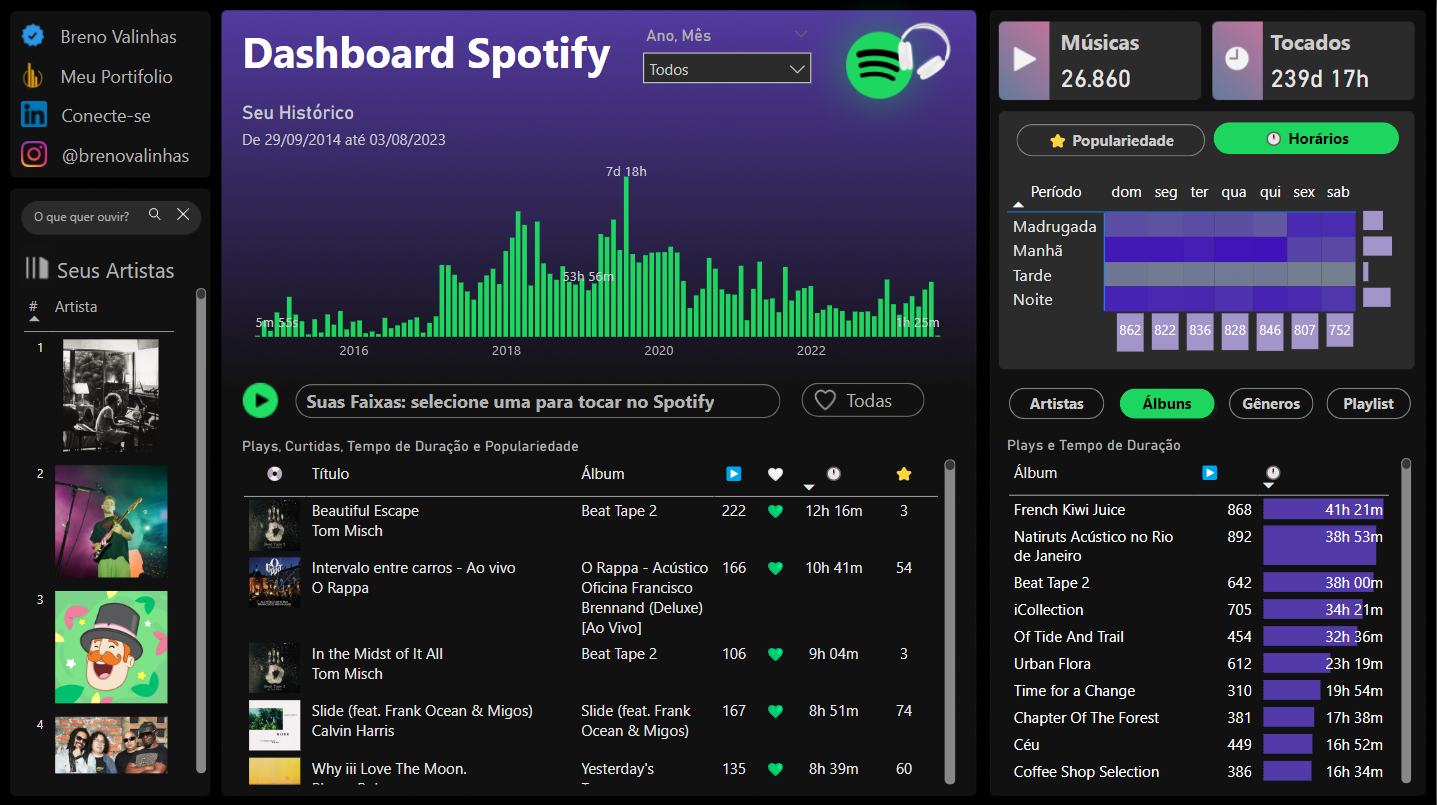 Breno Valinhas
Meu Portifolio
Conecte-se
@brenovalinhas
O que quer ouvir?
Seus Artistas
# Artista
1
2
3
4
Dashboard Spotify
Ano, Mês
Todos
Seu Histórico
De 29/09/2014 até 03/08/2023
7d 18h
53h 56m
5m 55s
1h 25m
2016 2018 2020 2022
Suas Faixas: selecione uma para tocar no Spotify
Todas
Plays, Curtidas, Tempo de Duração e Populariedade
Título Álbum
Beautiful Escape Beat Tape 2 222 12h 16m 3
Tom Misch
Intervalo entre carros - Ao vivo O Rappa - Acústico 166 10h 41m 54
O Rappa Oficina Francisco
Brennand (Deluxe)
[Ao Vivo]
In the Midst of It All Beat Tape 2 106 9h 04m 3
Tom Misch
Slide (feat. Frank Ocean & Migos) Slide (feat. Frank 167 8h 51m 74
Calvin Harris Ocean & Migos)
Why iii Love The Moon. Yesterday's 135 8h 39m 60
Músicas
26.860
Tocados
239d 17h
Populariedade
Horários
Período dom seg ter qua qui sex sab
Madrugada
Manhã
Tarde
Noite
862 822 836 828 846 807 752
Artistas Álbuns Gêneros Playlist
Plays e Tempo de Duração
Álbum
French Kiwi Juice 868 41h 21m
Natiruts Acústico no Rio 892 38h 53m
de Janeiro
Beat Tape 2 642 38h 00m
iCollection 705 34h 21m
Of Tide And Trail 454 32h 36m
Urban Flora 612 23h 19m
Time for a Change 310 19h 54m
Chapter Of The Forest 381 17h 38m
Céu 449 16h 52m
Coffee Shop Selection 386 16h 34m